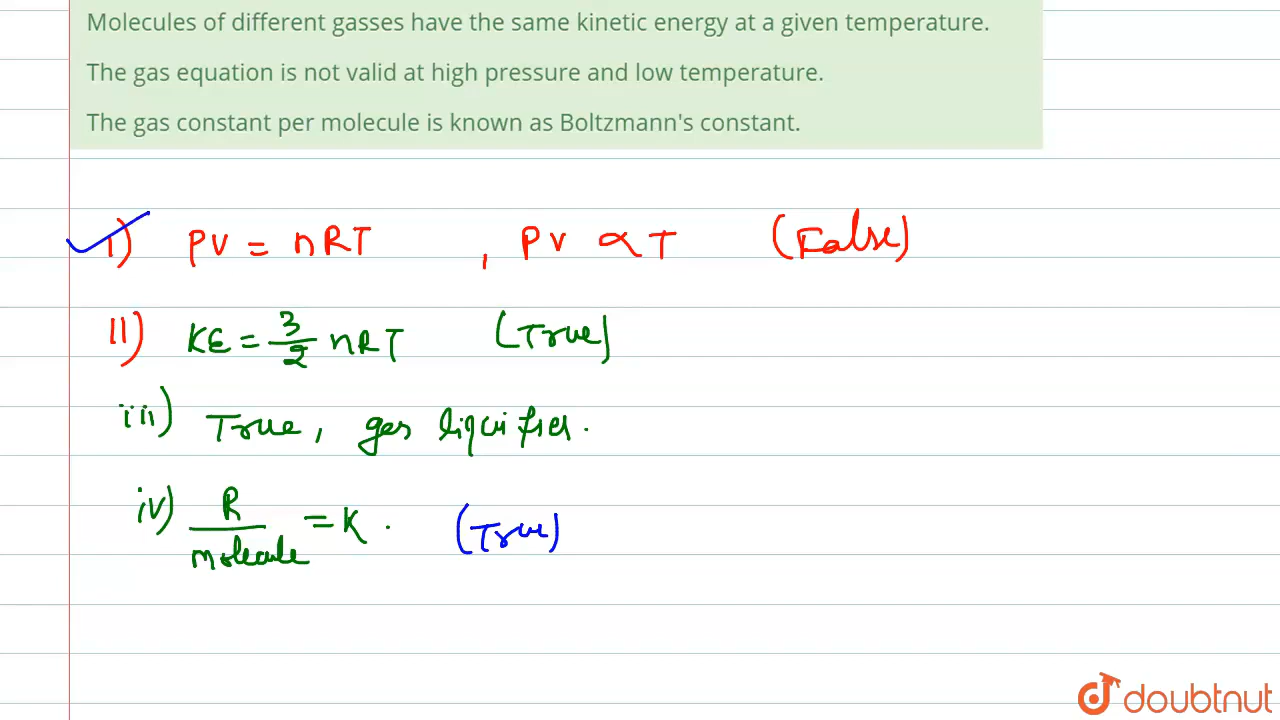 Molecules of different gasses have the same kinetic energy at a given temperature.
The gas equation is not valid at high pressure and low temperature.
The gas constant per molecule is known as Boltzmann's constant.
i) PV = nRT , PV ∝ T (False)
II) KE = 3/2 nRT (True)
iii) True, gas liquifies.
iv) R/molecule = K. (True)
doubtnut